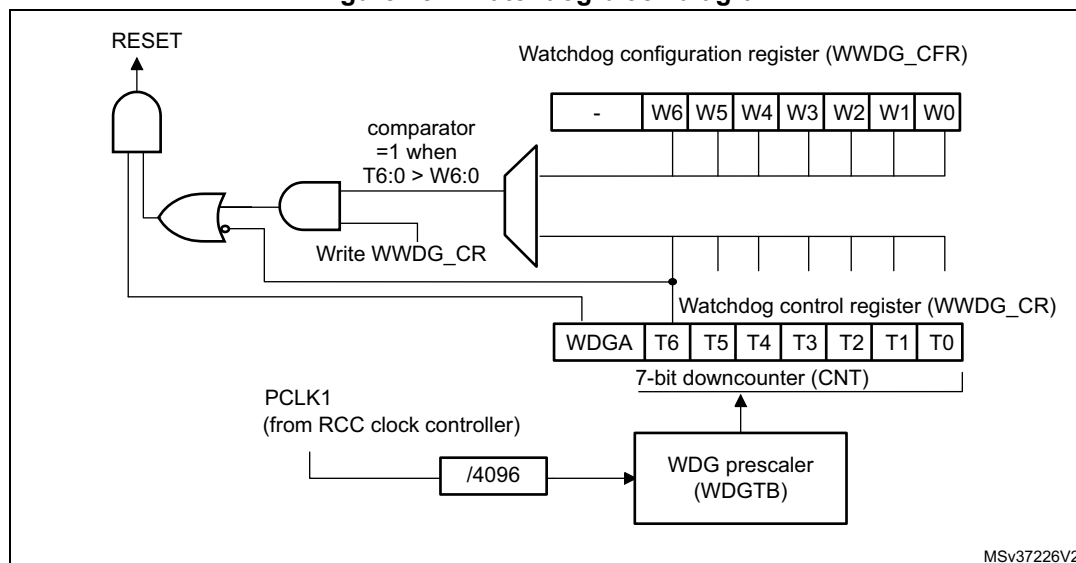 RESET
Watchdog configuration register (WWDG_CFR)
- W6 W5 W4 W3 W2 W1 W0
comparator
=1 when
T6:0 > W6:0
Write WWDG_CR
Watchdog control register (WWDG_CR)
WDGA T6 T5 T4 T3 T2 T1 T0
7-bit downcounter (CNT)
PCLK1
(from RCC clock controller)
/4096
WDG prescaler
(WDGTB)
MSv37226V2